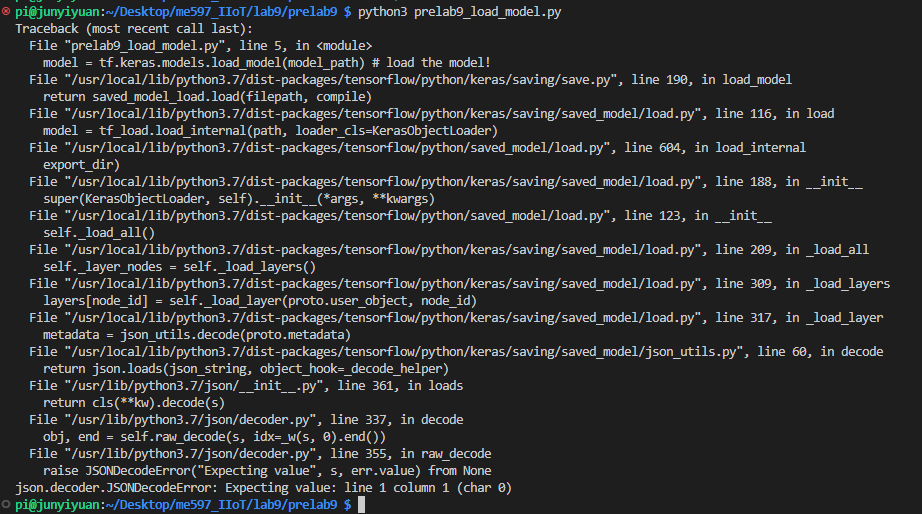 pi@junyiyuan:~/Desktop/me597_IIoT/lab9/prelab9 $ python3 prelab9_load_model.py
Traceback (most recent call last):
  File "prelab9_load_model.py", line 5, in <module>
    model = tf.keras.models.load_model(model_path) # load the model!
  File "/usr/local/lib/python3.7/dist-packages/tensorflow/python/keras/saving/save.py", line 190, in load_model
    return saved_model_load.load(filepath, compile)
  File "/usr/local/lib/python3.7/dist-packages/tensorflow/python/keras/saving/saved_model/load.py", line 116, in load
    model = tf_load.load_internal(path, loader_cls=KerasObjectLoader)
  File "/usr/local/lib/python3.7/dist-packages/tensorflow/python/saved_model/load.py", line 604, in load_internal
    export_dir)
  File "/usr/local/lib/python3.7/dist-packages/tensorflow/python/keras/saving/saved_model/load.py", line 188, in __init__
    super(KerasObjectLoader, self).__init__(*args, **kwargs)
  File "/usr/local/lib/python3.7/dist-packages/tensorflow/python/saved_model/load.py", line 123, in __init__
    self._load_all()
  File "/usr/local/lib/python3.7/dist-packages/tensorflow/python/keras/saving/saved_model/load.py", line 209, in _load_all
    self._layer_nodes = self._load_layers()
  File "/usr/local/lib/python3.7/dist-packages/tensorflow/python/keras/saving/saved_model/load.py", line 309, in _load_layers
    layers[node_id] = self._load_layer(proto.user_object, node_id)
  File "/usr/local/lib/python3.7/dist-packages/tensorflow/python/keras/saving/saved_model/load.py", line 317, in _load_layer
    metadata = json_utils.decode(proto.metadata)
  File "/usr/local/lib/python3.7/dist-packages/tensorflow/python/keras/saving/saved_model/json_utils.py", line 60, in decode
    return json.loads(json_string, object_hook=_decode_helper)
  File "/usr/lib/python3.7/json/__init__.py", line 361, in loads
    return cls(**kw).decode(s)
  File "/usr/lib/python3.7/json/decoder.py", line 337, in decode
    obj, end = self.raw_decode(s, idx=_w(s, 0).end())
  File "/usr/lib/python3.7/json/decoder.py", line 355, in raw_decode
    raise JSONDecodeError("Expecting value", s, err.value) from None
json.decoder.JSONDecodeError: Expecting value: line 1 column 1 (char 0)
pi@junyiyuan:~/Desktop/me597_IIoT/lab9/prelab9 $